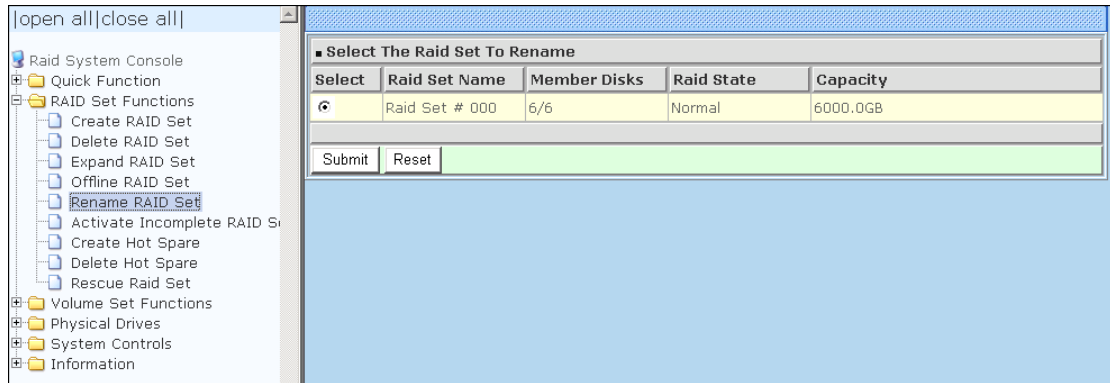 |open all|close all|
Raid System Console
Quick Function
RAID Set Functions
Create RAID Set
Delete RAID Set
Expand RAID Set
Offline RAID Set
Rename RAID Set
Activate Incomplete RAID S
Create Hot Spare
Delete Hot Spare
Rescue Raid Set
Volume Set Functions
Physical Drives
System Controls
Information
Select The Raid Set To Rename
Select Raid Set Name Member Disks Raid State Capacity
Raid Set # 000 6/6 Normal 6000.0GB
Submit Reset